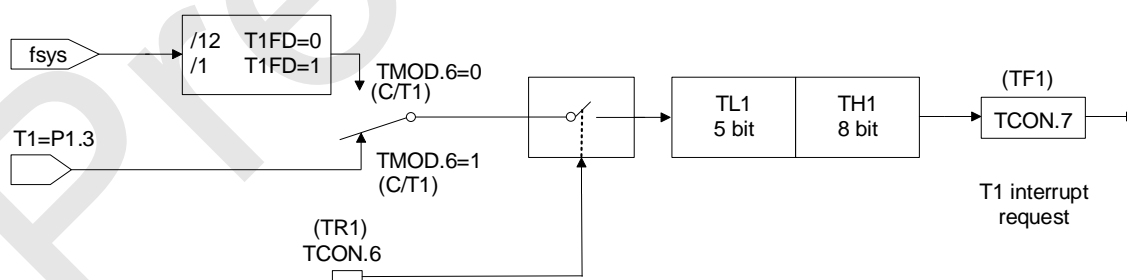 /12 T1FD=0
/1 T1FD=1
fsys
TMOD.6=0
(C/T1)
T1=P1.3
TMOD.6=1
(C/T1)
(TR1)
TCON.6
TL1
5 bit
TH1
8 bit
(TF1)
TCON.7
T1 interrupt
request